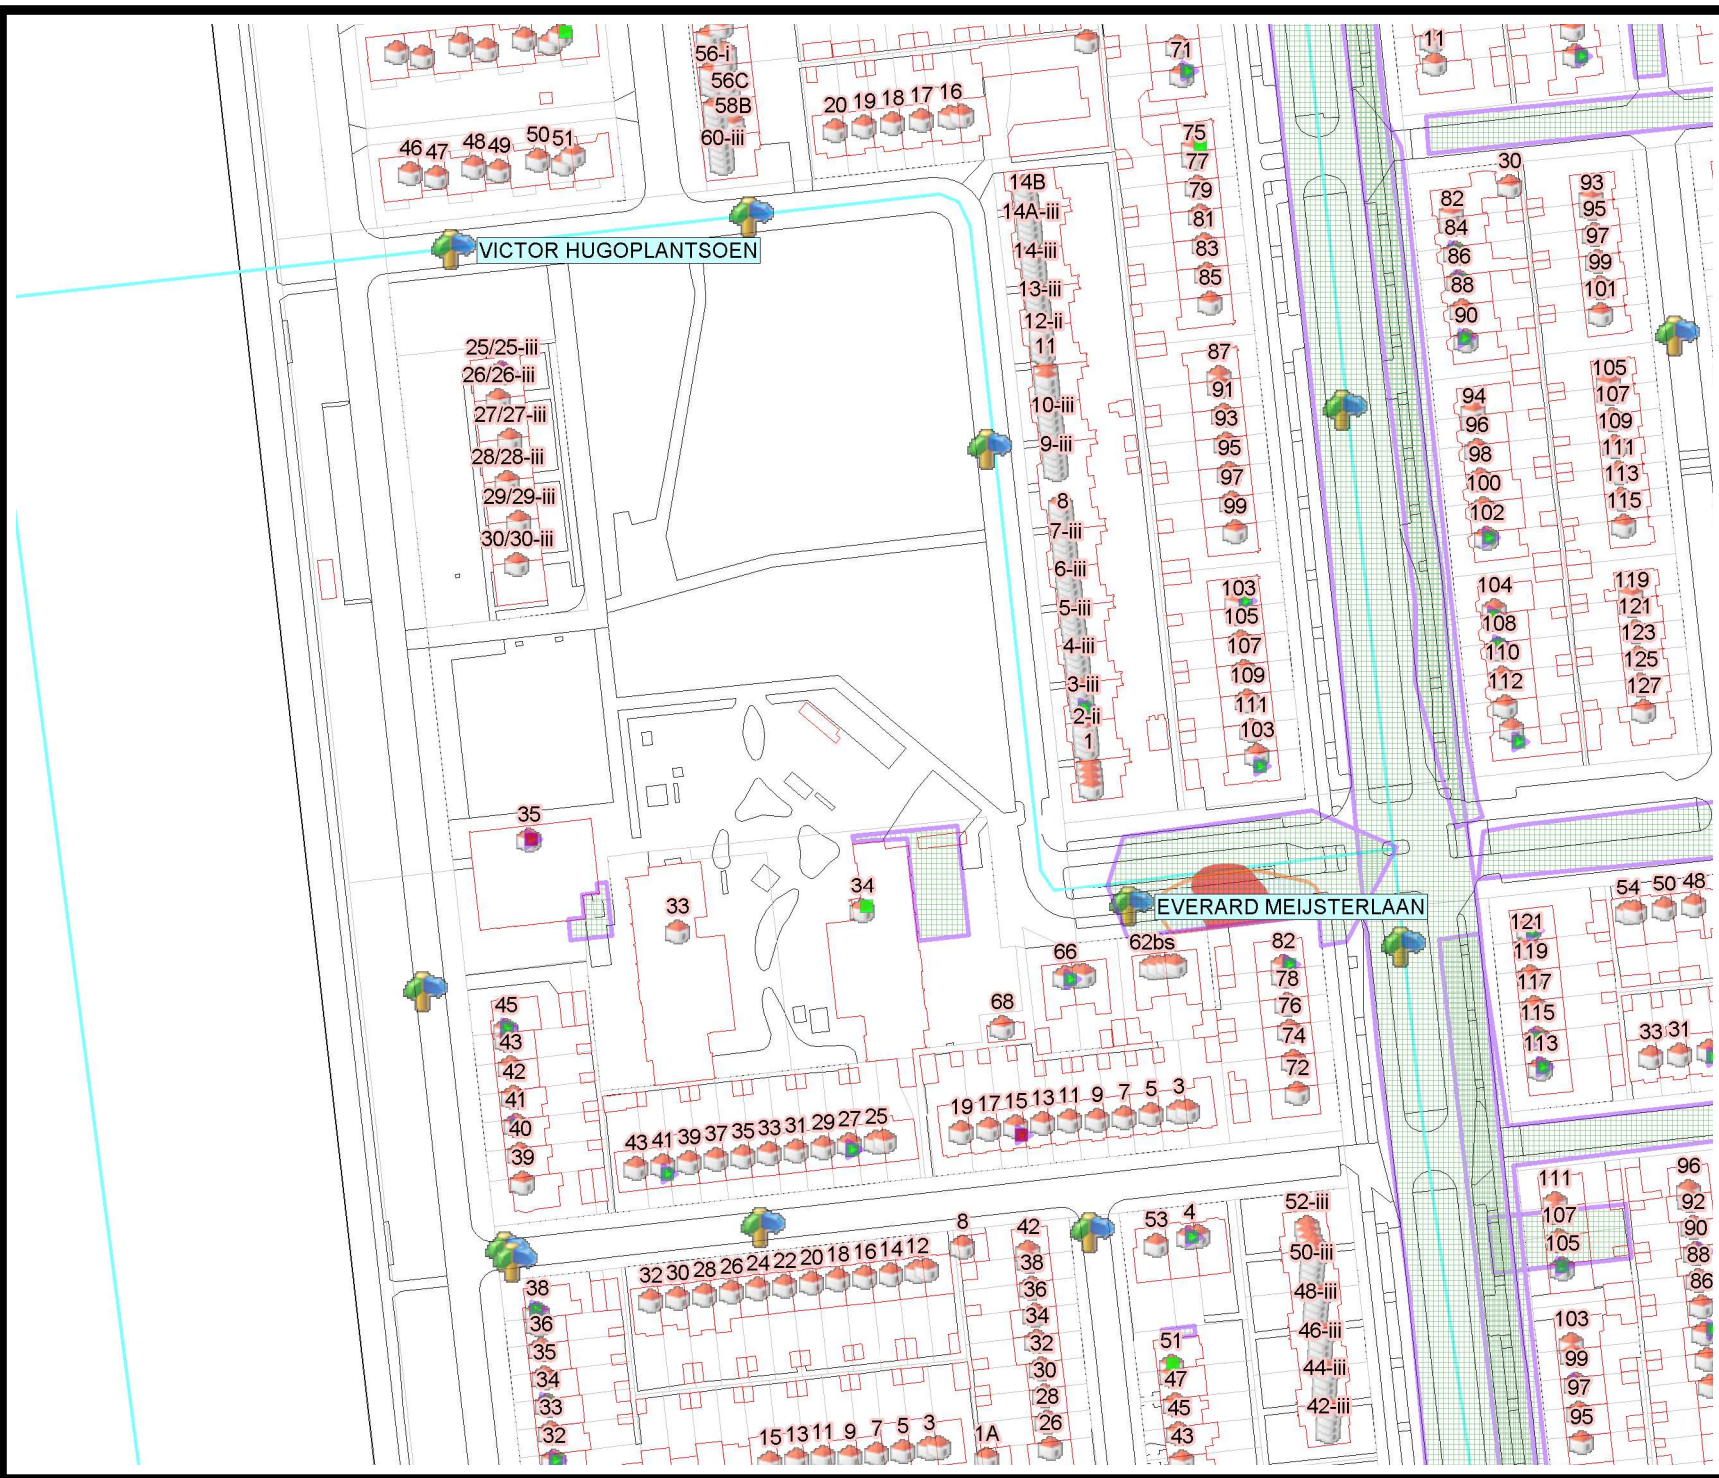 56-i
56C
58B
60-iii
20 19 18 17 16
71
11
46 47 48 49 50 51
75
77
79
81
83
85
14B
14A-iii
14-iii
13-iii
12-ii
11
10-iii
9-iii
8
7-iii
6-iii
5-iii
4-iii
3-iii
2-ii
1
30
82
84
86
88
90
93
95
97
99
101
VICTOR HUGOPLANTSOEN
25/25-iii
26/26-iii
27/27-iii
28/28-iii
29/29-iii
30/30-iii
87
91
93
95
97
99
94
96
98
100
102
105
107
109
111
113
115
103
105
107
109
111
103
104
108
110
112
119
121
123
125
127
35
33
34
EVERARD MEIJSTERLAAN
54 50 48
66
62bs
82
78
76
74
72
68
121
119
117
115
113
33 31
45
43
42
41
40
39
43 41 39 37 35 33 31 29 27 25
19 17 15 13 11 9 7 5 3
38
36
35
34
33
32
32 30 28 26 24 22 20 18 16 14 12
8
42
38
36
34
32
30
28
26
53 4
52-iii
50-iii
48-iii
46-iii
44-iii
42-iii
51
47
45
43
111
107
105
103
99
97
95
96
92
90
88
86
15 13 11 9 7 5 3
1A